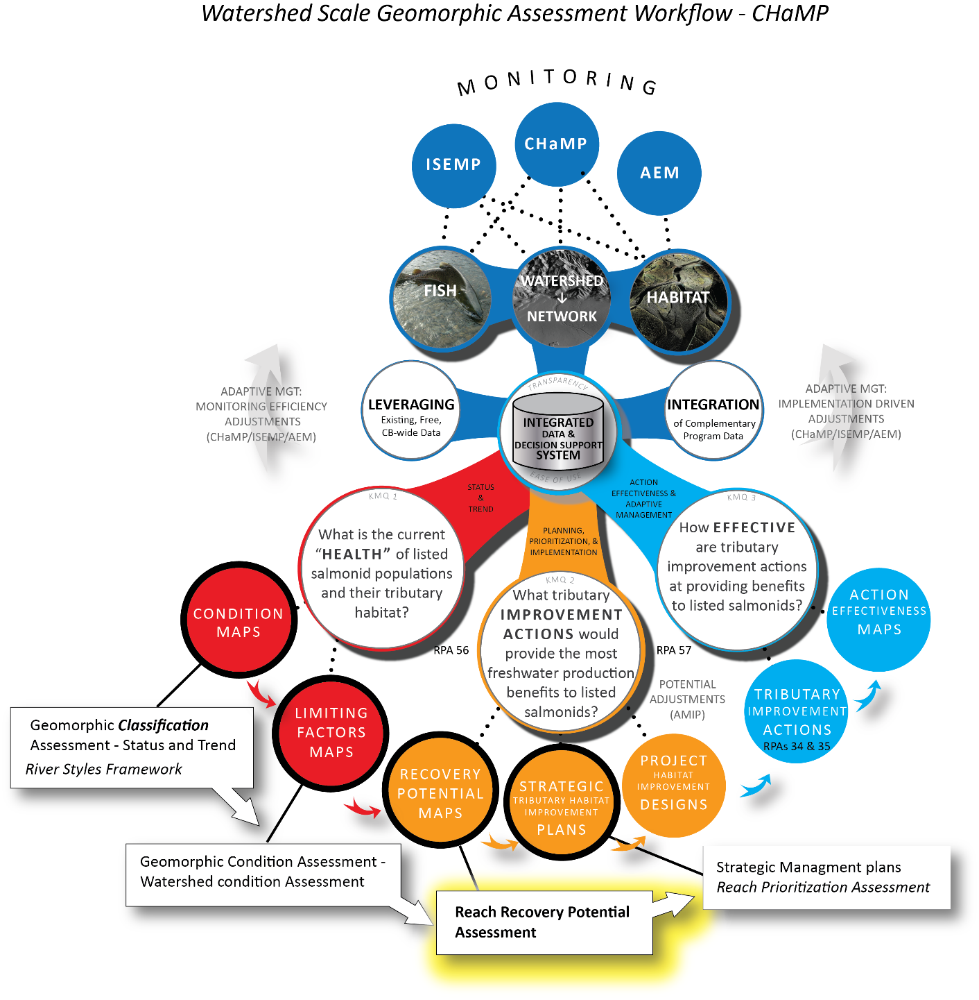 Watershed Scale Geomorphic Assessment Workflow - CHaMP
MONITORING
ISEMP
CHaMP
AEM
FISH
WATERSHED
↓
NETWORK
HABITAT
ADAPTIVE MGT:
MONITORING EFFICIENCY
ADJUSTMENTS
(CHaMP/ISEMP/AEM)
LEVERAGING
Existing, Free,
CB-wide Data
TRANSPARENCY
INTEGRATED
DATA &
DECISION SUPPORT
SYSTEM
EASE OF USE
INTEGRATION
of Complementary
Program Data
ADAPTIVE MGT:
IMPLEMENTATION DRIVEN
ADJUSTMENTS
(CHaMP/ISEMP/AEM)
STATUS
&
TREND
PLANNING,
PRIORITIZATION, &
IMPLEMENTATION
ACTION
EFFECTIVENESS &
ADAPTIVE
MANAGEMENT
KMQ 1
What is the current
“HEALTH” of listed
salmonid populations
and their tributary
habitat?
KMQ 2
What tributary
IMPROVEMENT
ACTIONS would
provide the most
freshwater production
benefits to listed
salmonids?
KMQ 3
How EFFECTIVE
are tributary
improvement actions
at providing benefits
to listed salmonids?
RPA 56
RPA 57
POTENTIAL
ADJUSTMENTS
(AMIP)
CONDITION
MAPS
LIMITING
FACTORS
MAPS
RECOVERY
POTENTIAL
MAPS
STRATEGIC
TRIBUTARY HABITAT
IMPROVEMENT
PLANS
PROJECT
HABITAT
IMPROVEMENT
DESIGNS
TRIBUTARY
IMPROVEMENT
ACTIONS
RPAs 34 & 35
ACTION
EFFECTIVENESS
MAPS
Geomorphic Classification
Assessment - Status and Trend
River Styles Framework
Geomorphic Condition Assessment -
Watershed condition Assessment
Reach Recovery Potential
Assessment
Strategic Managment plans
Reach Prioritization Assessment